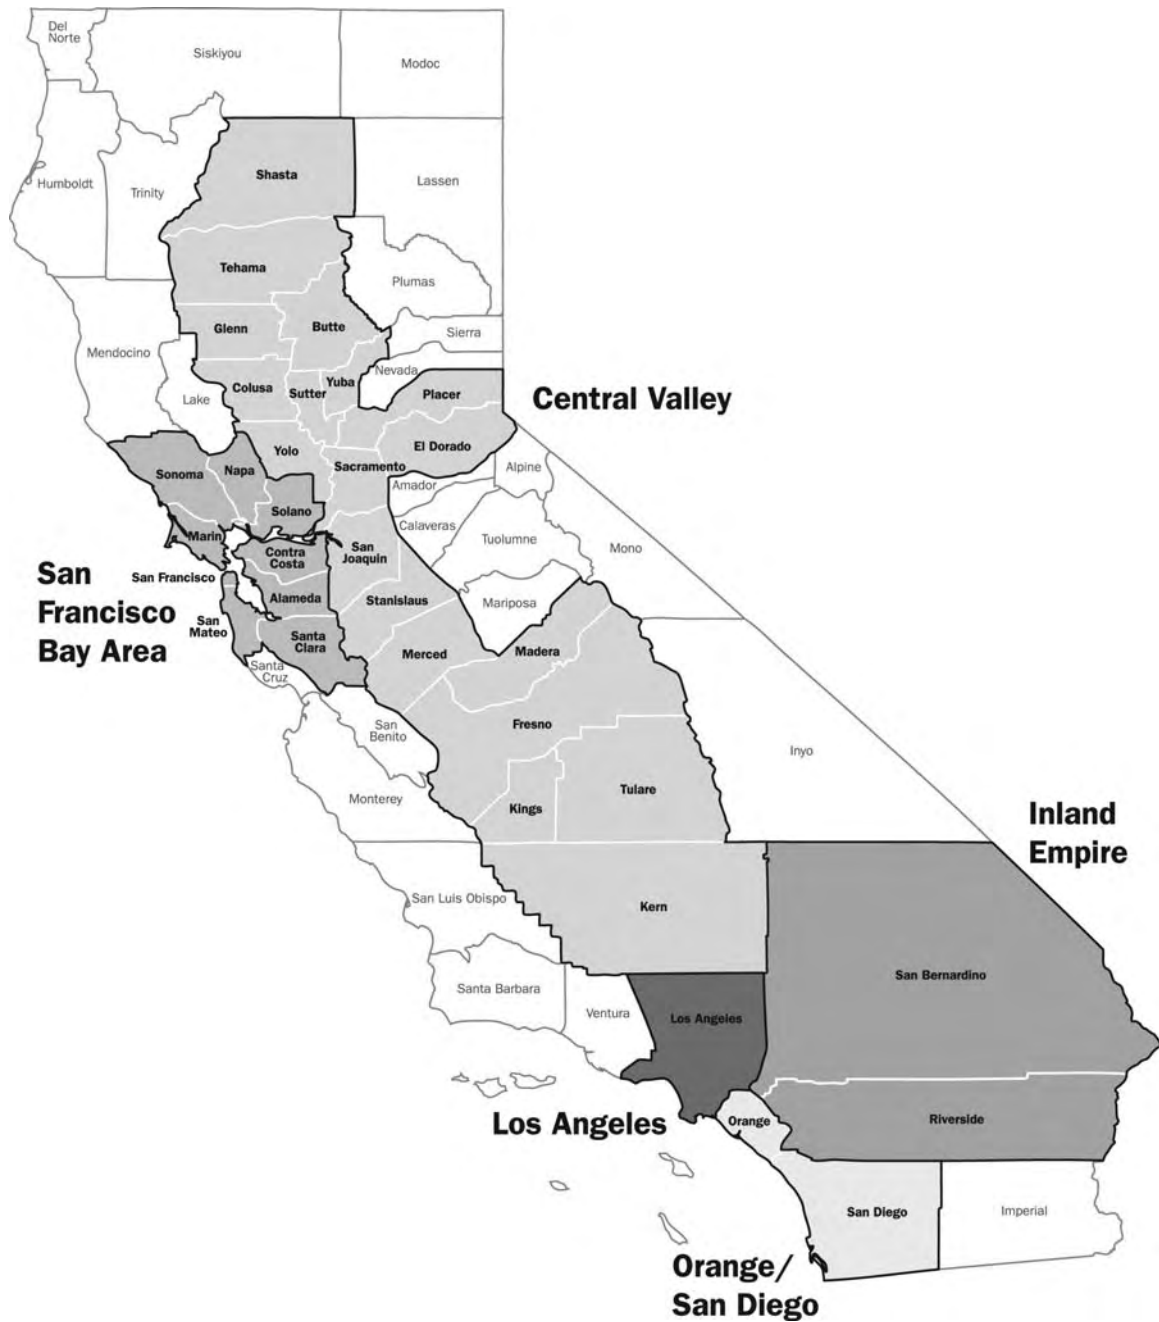 Del
Norte
Siskiyou
Modoc
Shasta
Humboldt
Trinity
Lassen
Tehama
Plumas
Glenn
Butte
Sierra
Mendocino
Nevada
Colusa
Sutter
Yuba
Placer
Lake
Central Valley
Yolo
El Dorado
Sonoma
Napa
Sacramento
Alpine
Amador
Solano
Calaveras
Marin
Tuolumne
Mono
Contra
Costa
San
Joaquin
San
Francisco
Bay Area
San Francisco
Alameda
Stanislaus
Mariposa
San
Mateo
Santa
Clara
Merced
Madera
Santa
Cruz
San
Benito
Fresno
Inyo
Monterey
Kings
Tulare
Inland
Empire
San Luis Obispo
Kern
San Bernardino
Santa Barbara
Ventura
Los Angeles
Los Angeles
Orange
Riverside
San Diego
Imperial
Orange/
San Diego